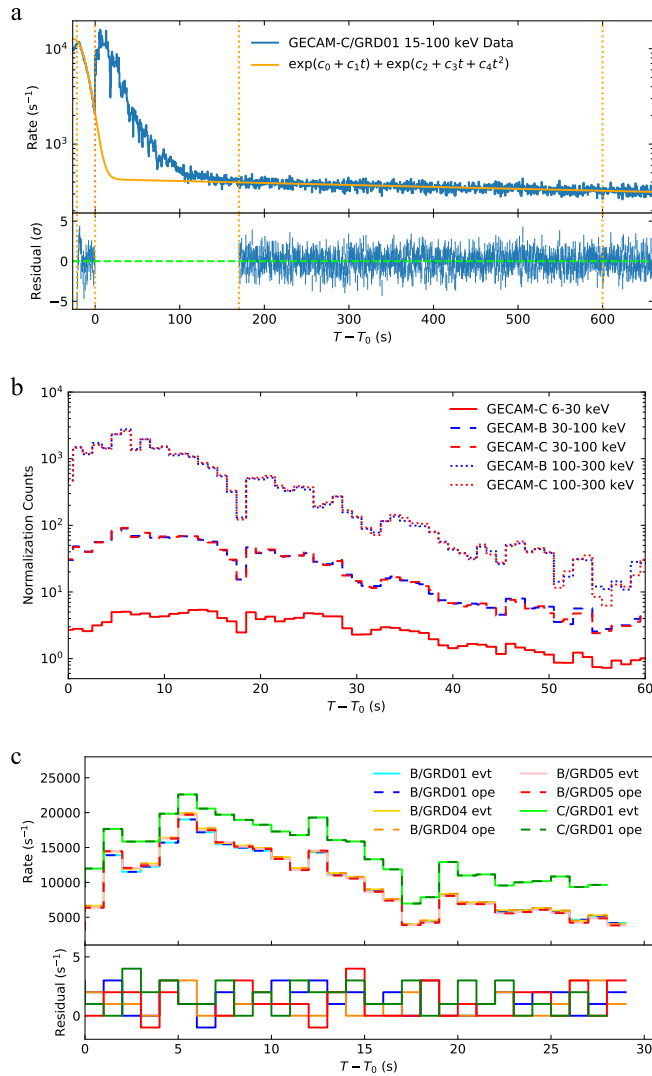 a
GECAM-C/GRD01 15-100 keV Data
exp(c₀ + c₁t) + exp(c₂ + c₃t + c₄t²)
10⁴
10³
Rate (s⁻¹)
5
0
−5
Residual (σ)
0 100 200 300 400 500 600
T − T₀ (s)
b
10⁴
10³
10²
10¹
10⁰
Normalization Counts
GECAM-C 6-30 keV
GECAM-B 30-100 keV
GECAM-C 30-100 keV
GECAM-B 100-300 keV
GECAM-C 100-300 keV
0 10 20 30 40 50 60
T − T₀ (s)
c
25000
20000
15000
10000
5000
Rate (s⁻¹)
B/GRD01 evt B/GRD05 evt
B/GRD01 ope B/GRD05 ope
B/GRD04 evt C/GRD01 evt
B/GRD04 ope C/GRD01 ope
5
0
Residual (s⁻¹)
0 5 10 15 20 25 30
T − T₀ (s)